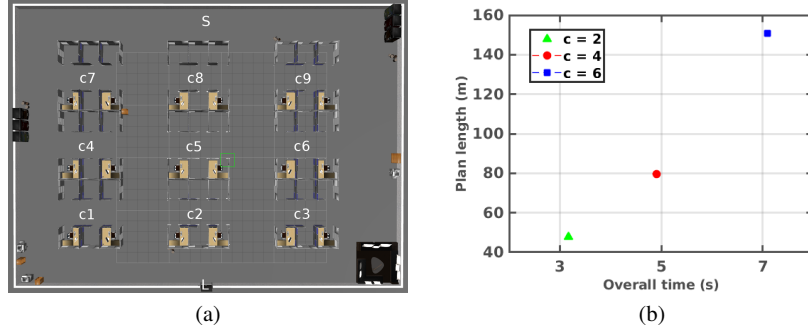 S
c7 c8 c9
c4 c5 c6
c1 c2 c3
(a)
160
140
120
100
80
60
40
Plan length (m)
c = 2
c = 4
c = 6
3 5 7
Overall time (s)
(b)